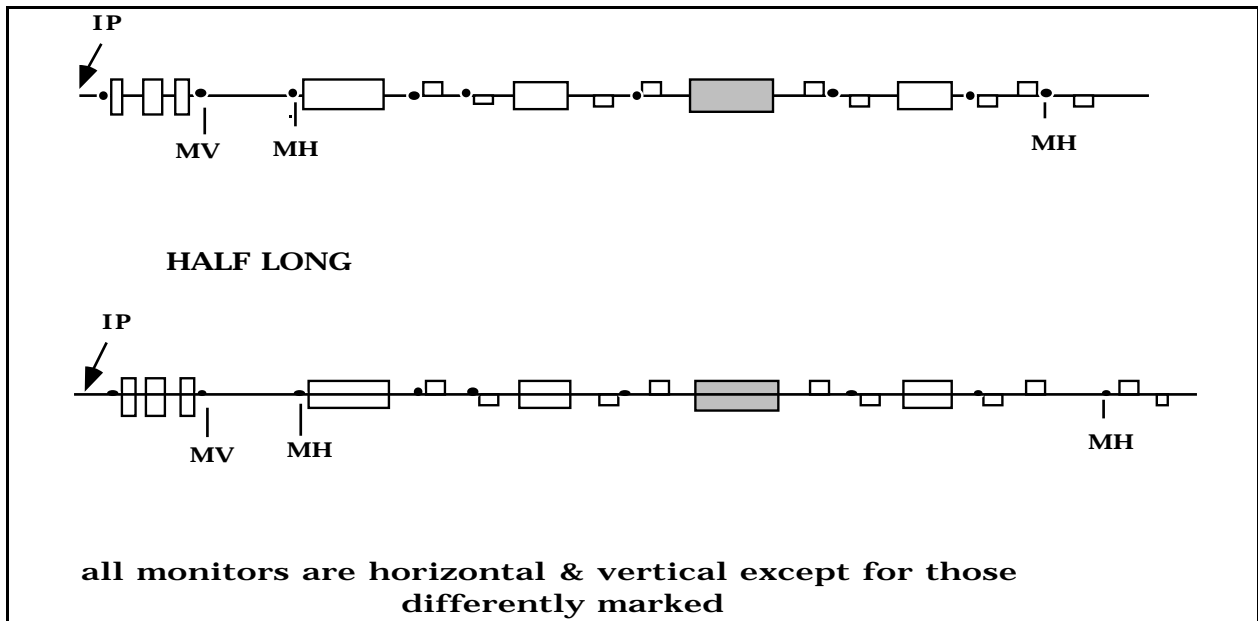 IP
MV
MH
MH
HALF LONG
IP
MV
MH
MH
all monitors are horizontal & vertical except for those
differently marked